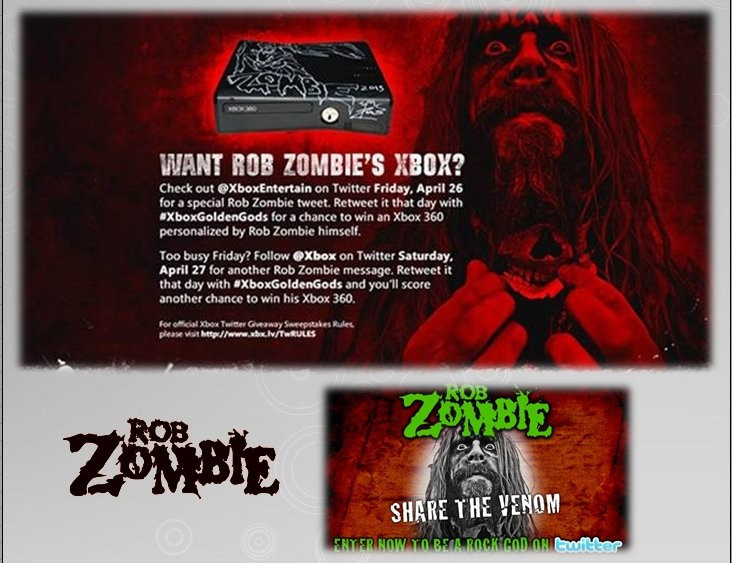 ZOMBIE
2013
XBOX 360
WANT ROB ZOMBIE'S XBOX?
Check out @XboxEntertain on Twitter Friday, April 26
for a special Rob Zombie tweet. Retweet it that day with
#XboxGoldenGods for a chance to win an Xbox 360
personalized by Rob Zombie himself.
Too busy Friday? Follow @Xbox on Twitter Saturday,
April 27 for another Rob Zombie message. Retweet it
that day with #XboxGoldenGods and you'll score
another chance to win his Xbox 360.
For official Xbox Twitter Giveaway Sweepstakes Rules,
please visit http://www.xbx.lv/TwRULES
ROB
ZOMBIE
ROB
ZOMBIE
SHARE THE VENOM
ENTER NOW TO BE A ROCK GOD ON twitter